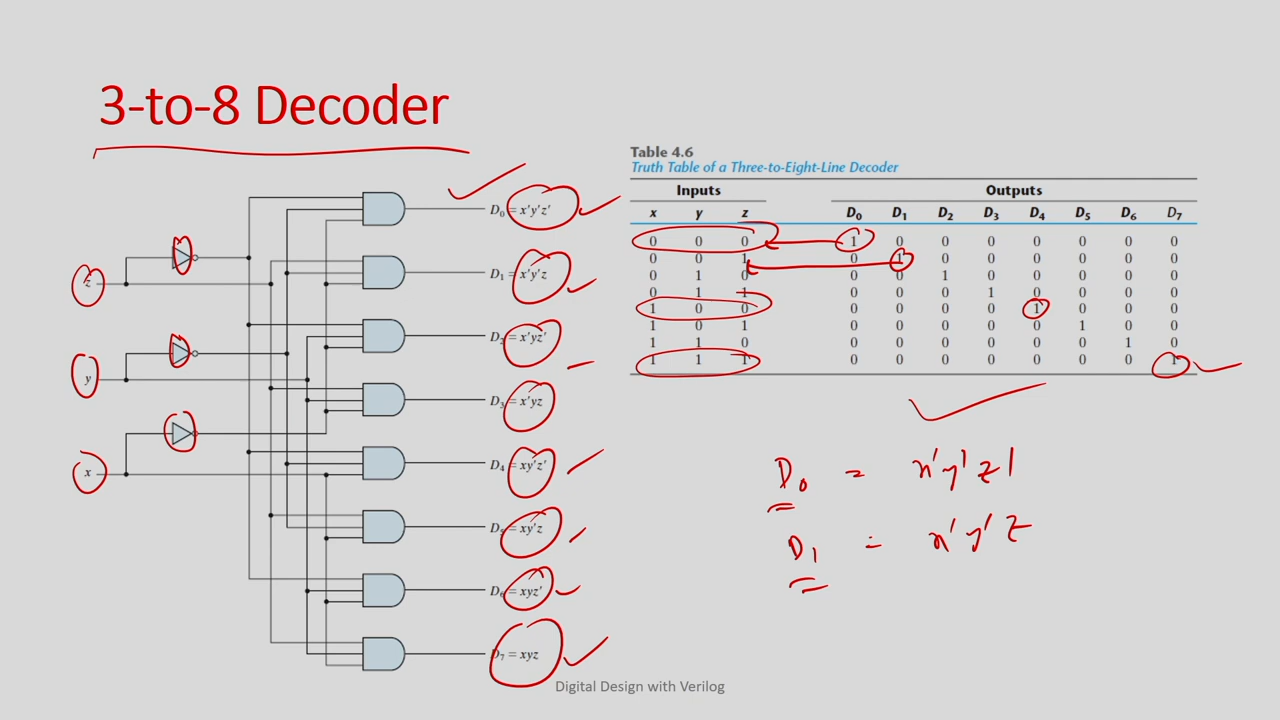 3-to-8 Decoder
Table 4.6
Truth Table of a Three-to-Eight-Line Decoder
Inputs Outputs
x y z D₀ D₁ D₂ D₃ D₄ D₅ D₆ D₇
0 0 0 1 0 0 0 0 0 0 0
0 0 1 0 1 0 0 0 0 0 0
0 1 0 0 0 1 0 0 0 0 0
0 1 1 0 0 0 1 0 0 0 0
1 0 0 0 0 0 0 1 0 0 0
1 0 1 0 0 0 0 0 1 0 0
1 1 0 0 0 0 0 0 0 1 0
1 1 1 0 0 0 0 0 0 0 1
z
y
x
D₀ = x'y'z'
D₁ = x'y'z
D₂ = x'yz'
D₃ = x'yz
D₄ = xy'z'
D₅ = xy'z
D₆ = xyz'
D₇ = xyz
D₀ = x'y'z'
D₁ = x'y'z
Digital Design with Verilog